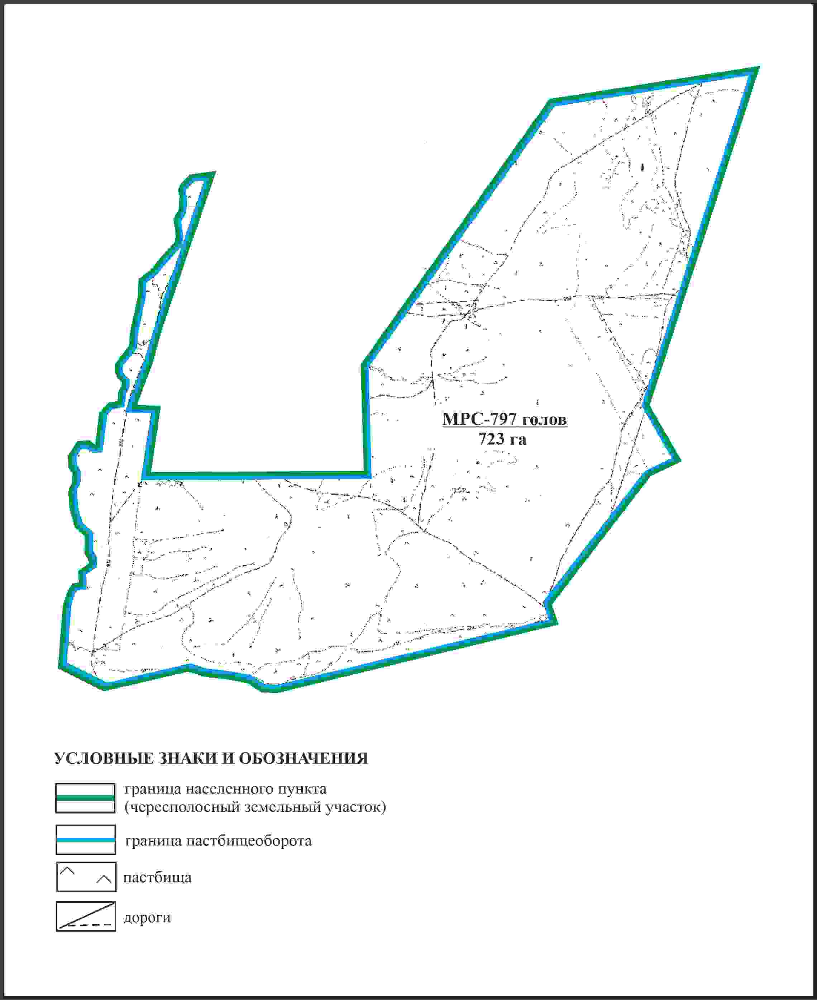 МРС-797 голов
723 га
УСЛОВНЫЕ ЗНАКИ И ОБОЗНАЧЕНИЯ
граница населенного пункта
(чересполосный земельный участок)
граница пастбищеоборота
пастбища
дороги